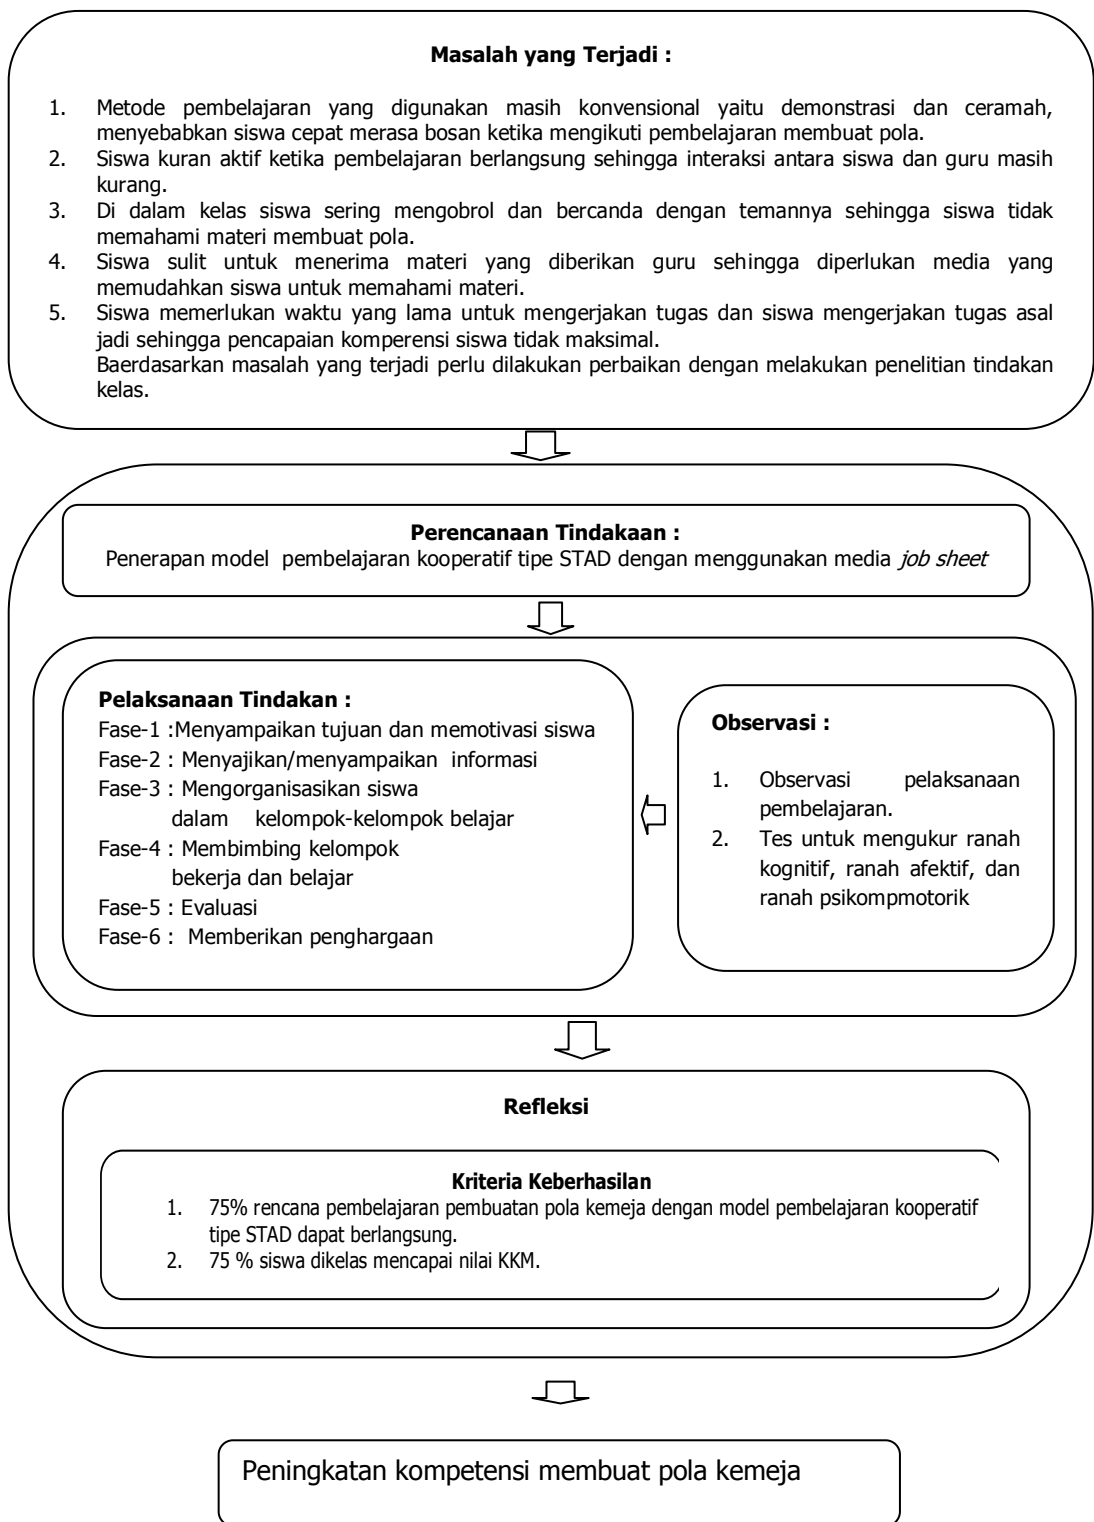 Masalah yang Terjadi :
1. Metode pembelajaran yang digunakan masih konvensional yaitu demonstrasi dan ceramah,
menyebabkan siswa cepat merasa bosan ketika mengikuti pembelajaran membuat pola.
2. Siswa kuran aktif ketika pembelajaran berlangsung sehingga interaksi antara siswa dan guru masih
kurang.
3. Di dalam kelas siswa sering mengobrol dan bercanda dengan temannya sehingga siswa tidak
memahami materi membuat pola.
4. Siswa sulit untuk menerima materi yang diberikan guru sehingga diperlukan media yang
memudahkan siswa untuk memahami materi.
5. Siswa memerlukan waktu yang lama untuk mengerjakan tugas dan siswa mengerjakan tugas asal
jadi sehingga pencapaian komperensi siswa tidak maksimal.
Baerdasarkan masalah yang terjadi perlu dilakukan perbaikan dengan melakukan penelitian tindakan
kelas.
Perencanaan Tindakaan :
Penerapan model pembelajaran kooperatif tipe STAD dengan menggunakan media job sheet
Pelaksanaan Tindakan :
Fase-1 :Menyampaikan tujuan dan memotivasi siswa
Fase-2 : Menyajikan/menyampaikan informasi
Fase-3 : Mengorganisasikan siswa
dalam kelompok-kelompok belajar
Fase-4 : Membimbing kelompok
bekerja dan belajar
Fase-5 : Evaluasi
Fase-6 : Memberikan penghargaan
Observasi :
1. Observasi pelaksanaan
pembelajaran.
2. Tes untuk mengukur ranah
kognitif, ranah afektif, dan
ranah psikompmotorik
Refleksi
Kriteria Keberhasilan
1. 75% rencana pembelajaran pembuatan pola kemeja dengan model pembelajaran kooperatif
tipe STAD dapat berlangsung.
2. 75 % siswa dikelas mencapai nilai KKM.
Peningkatan kompetensi membuat pola kemeja